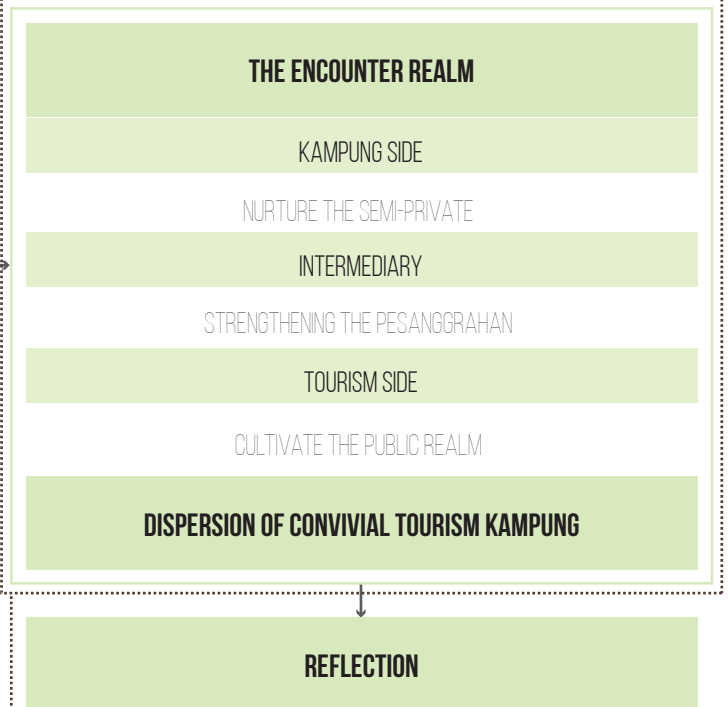 THE ENCOUNTER REALM
KAMPUNG SIDE
NURTURE THE SEMI-PRIVATE
INTERMEDIARY
STRENGTHENING THE PESANGGRAHAN
TOURISM SIDE
CULTIVATE THE PUBLIC REALM
DISPERSION OF CONVIVIAL TOURISM KAMPUNG
REFLECTION